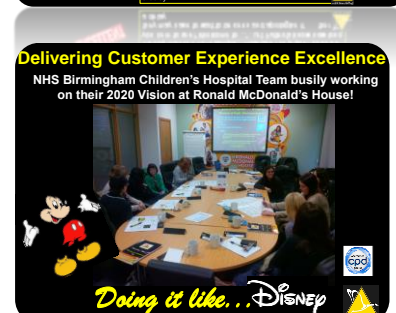 Delivering Customer Experience Excellence
NHS Birmingham Children's Hospital Team busily working
on their 2020 Vision at Ronald McDonald's House!
Doing it like...Disney
cpd